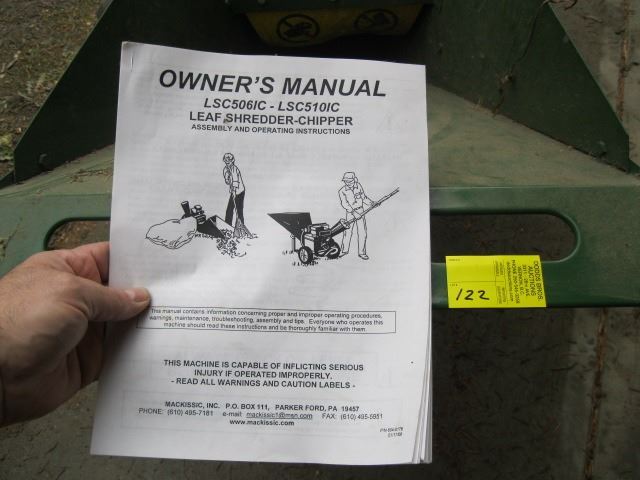 OWNER'S MANUAL
LSC506IC - LSC510IC
LEAF SHREDDER-CHIPPER
ASSEMBLY AND OPERATING INSTRUCTIONS
This manual contains information concerning proper and improper operating procedures,
warnings, maintenance, troubleshooting, assembly and tips. Everyone who operates this
machine should read these instructions and be thoroughly familiar with them.
THIS MACHINE IS CAPABLE OF INFLICTING SERIOUS
INJURY IF OPERATED IMPROPERLY.
- READ ALL WARNINGS AND CAUTION LABELS -
MACKISSIC, INC. P.O. BOX 111, PARKER FORD, PA 19457
PHONE: (610) 495-7181 e-mail: mackissic1@msn.com FAX: (610) 495-5951
www.mackissic.com
DODDS BROS.
AUCTIONS
VERNON, B.C.
122